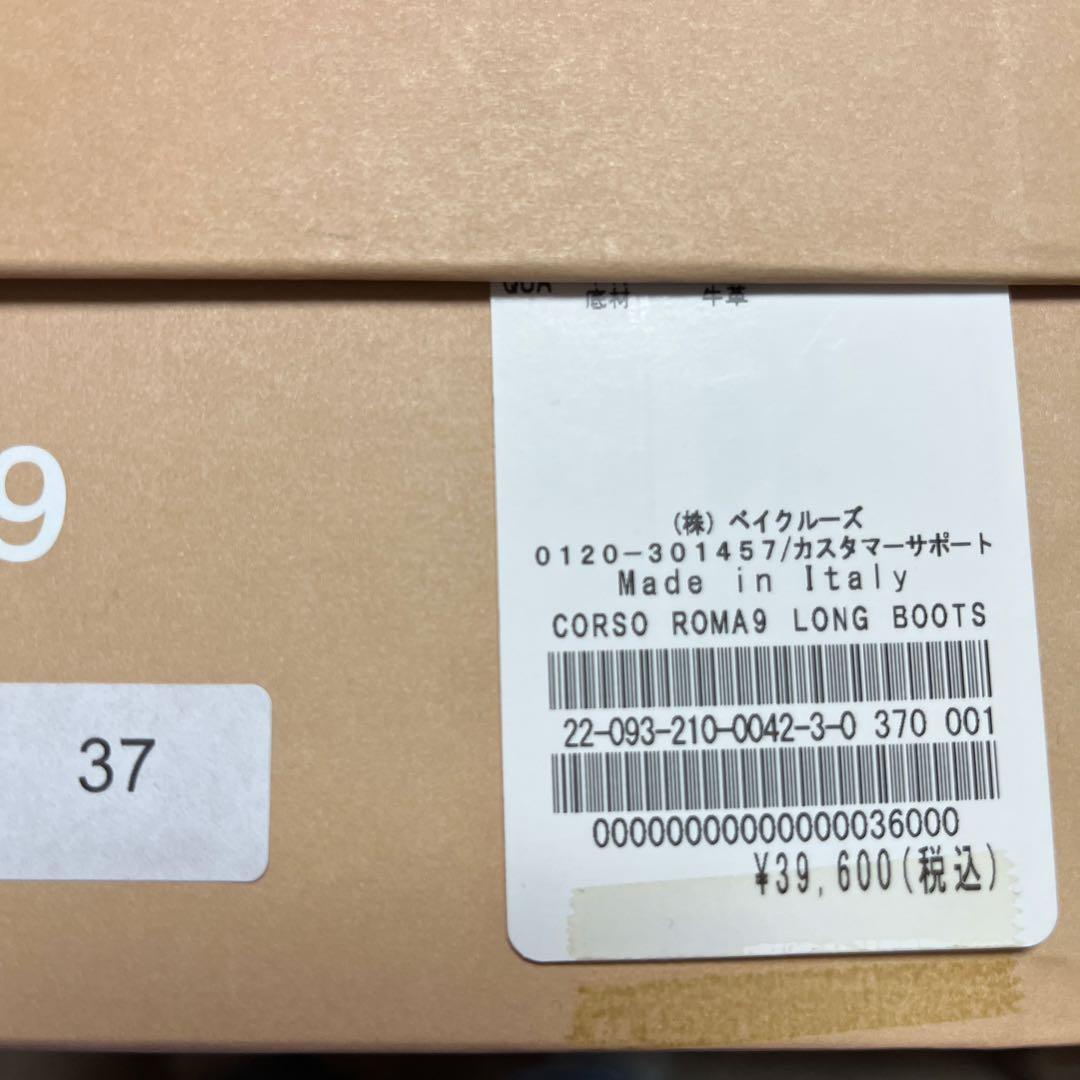 QUA 底材 牛革
9
37
(株) ベイクルーズ
0120-301457/カスタマーサポート
Made in Italy
CORSO ROMA9 LONG BOOTS
22-093-210-0042-3-0 370 001
00000000000000036000
¥39,600(税込)